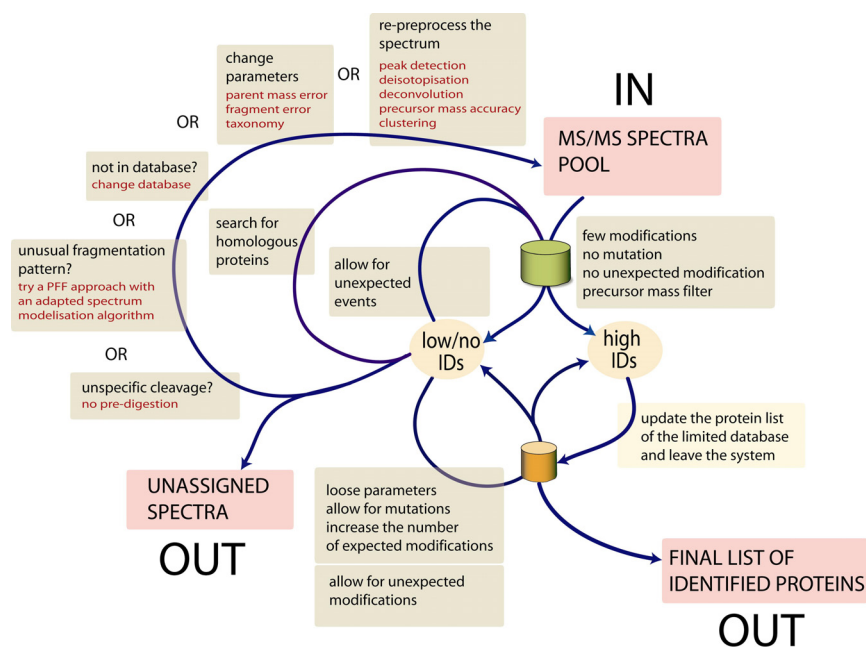 re-preprocess the
spectrum
peak detection
deisotopisation
deconvolution
precursor mass accuracy
clustering
OR
change
parameters
parent mass error
fragment error
taxonomy
OR
not in database?
change database
OR
unusual fragmentation
pattern?
try a PFF approach with
an adapted spectrum
modelisation algorithm
OR
unspecific cleavage?
no pre-digestion
IN
MS/MS SPECTRA
POOL
search for
homologous
proteins
allow for
unexpected
events
few modifications
no mutation
no unexpected modification
precursor mass filter
low/no
IDs
high
IDs
update the protein list
of the limited database
and leave the system
loose parameters
allow for mutations
increase the number
of expected modifications
allow for unexpected
modifications
UNASSIGNED
SPECTRA
OUT
FINAL LIST OF
IDENTIFIED PROTEINS
OUT